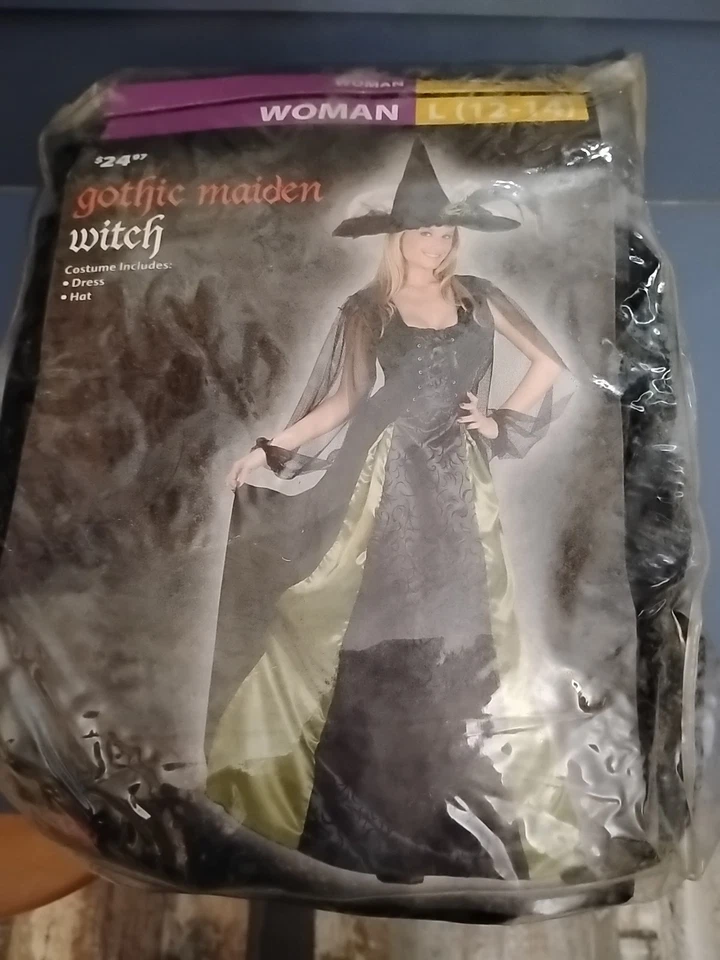 WOMAN
WOMAN L (12-14)
$24.97
gothic maiden
witch
Costume Includes:
• Dress
• Hat